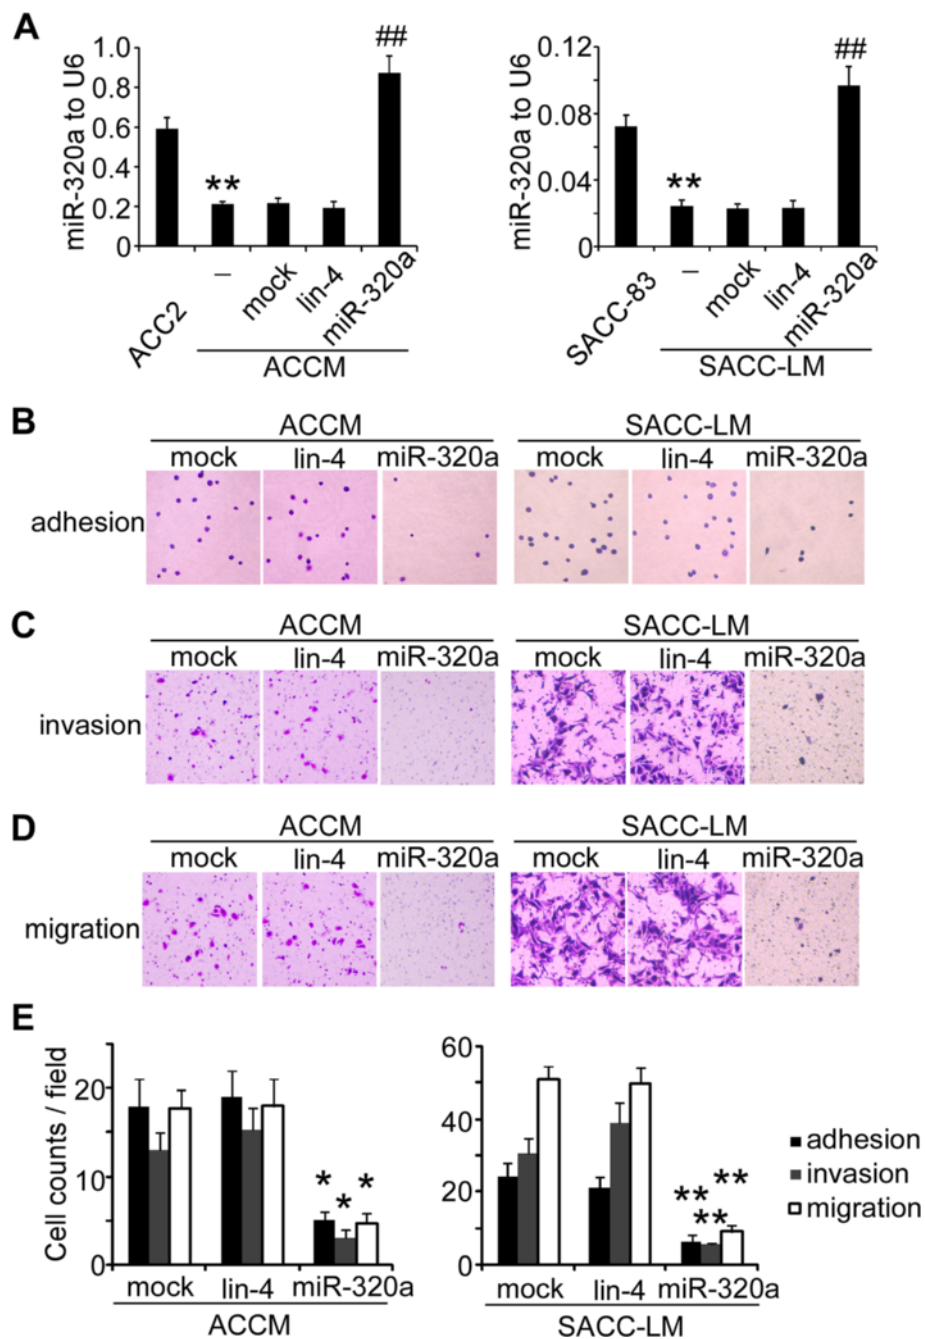 A
miR-320a to U6
1.0
0.8
0.6
0.4
0.2
0
**
##
ACC2
–
mock
lin-4
miR-320a
ACCM
miR-320a to U6
0.12
0.08
0.04
0
**
##
SACC-83
–
mock
lin-4
miR-320a
SACC-LM
B
ACCM SACC-LM
mock lin-4 miR-320a mock lin-4 miR-320a
adhesion
C
ACCM SACC-LM
mock lin-4 miR-320a mock lin-4 miR-320a
invasion
D
ACCM SACC-LM
mock lin-4 miR-320a mock lin-4 miR-320a
migration
E
Cell counts / field
20
10
0
* * *
mock lin-4 miR-320a
ACCM
60
40
20
0
** ** **
mock lin-4 miR-320a
SACC-LM
adhesion
invasion
migration